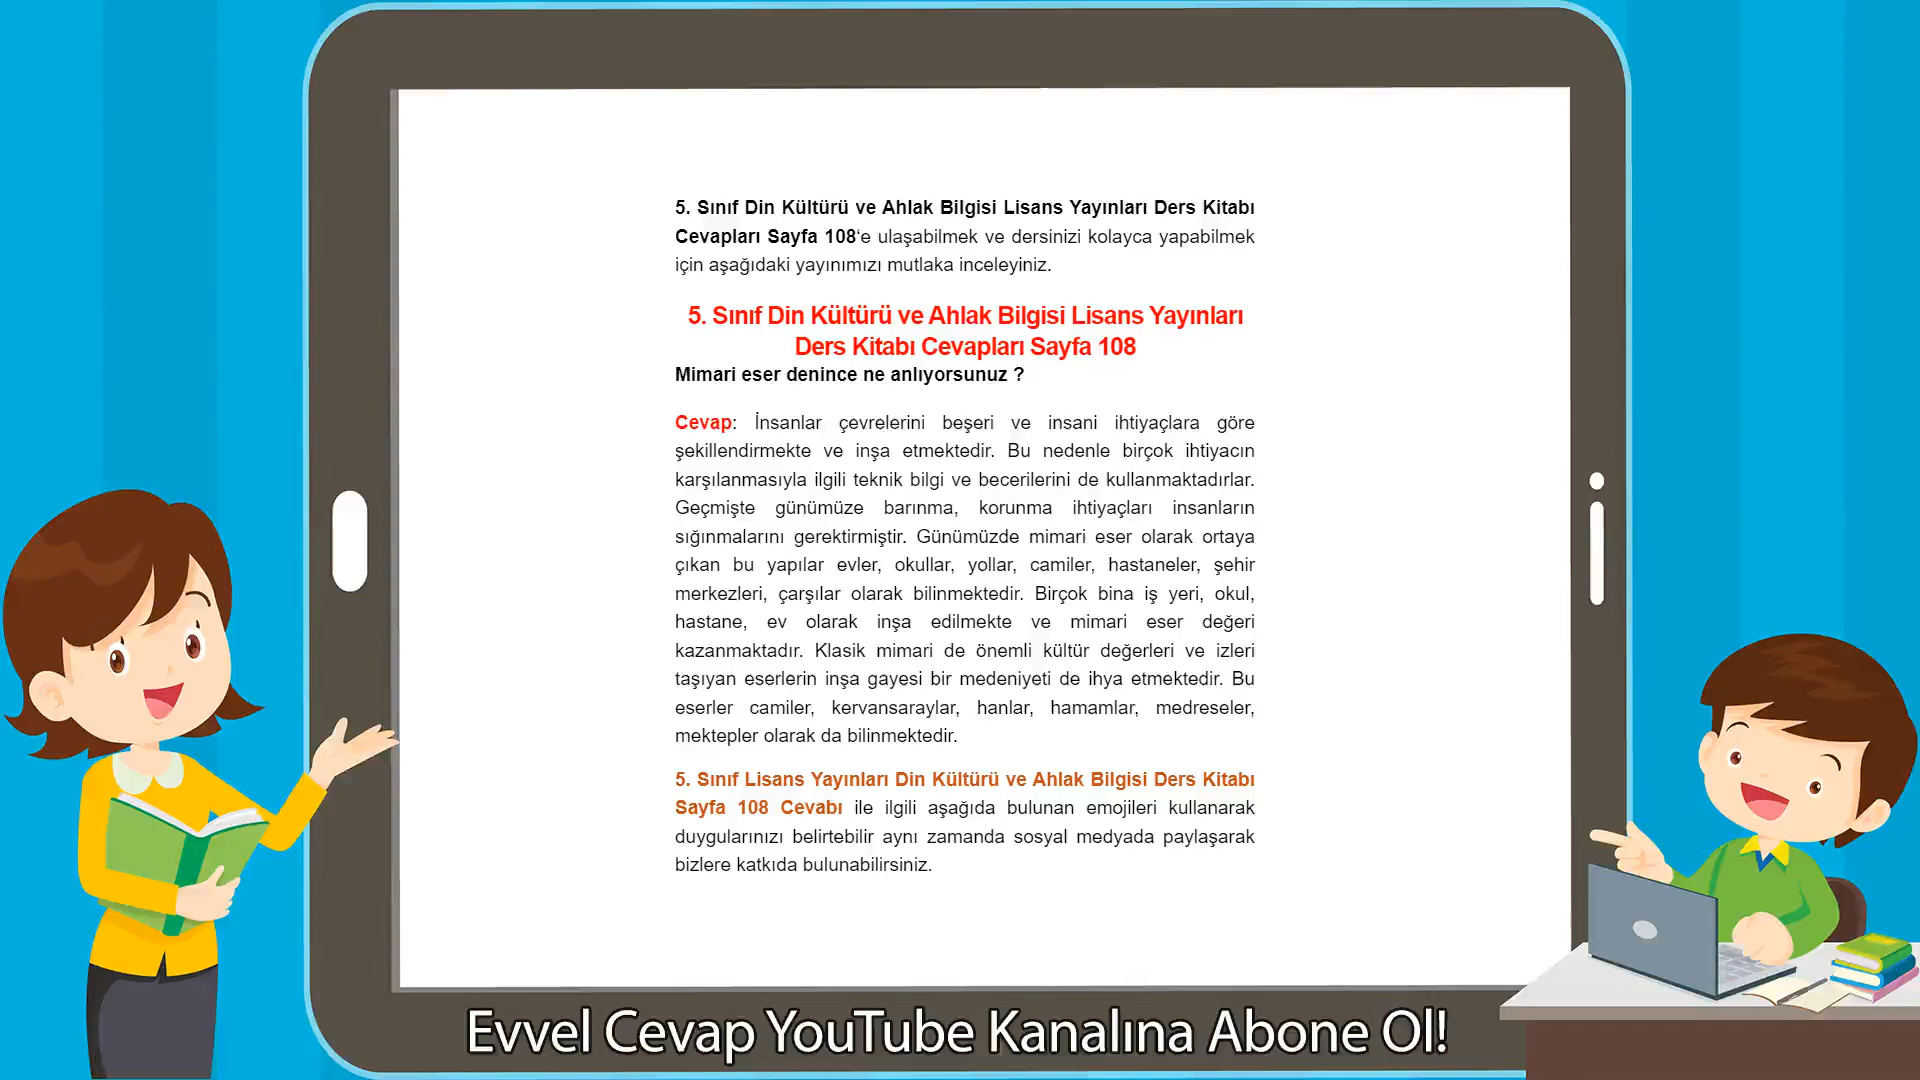 5. Sınıf Din Kültürü ve Ahlak Bilgisi Lisans Yayınları Ders Kitabı
Cevapları Sayfa 108‘e ulaşabilmek ve dersinizi kolayca yapabilmek
için aşağıdaki yayınımızı mutlaka inceleyiniz.
5. Sınıf Din Kültürü ve Ahlak Bilgisi Lisans Yayınları
Ders Kitabı Cevapları Sayfa 108
Mimari eser denince ne anlıyorsunuz ?
Cevap: İnsanlar çevrelerini beşeri ve insani ihtiyaçlara göre
şekillendirmekte ve inşa etmektedir. Bu nedenle birçok ihtiyacın
karşılanmasıyla ilgili teknik bilgi ve becerilerini de kullanmaktadırlar.
Geçmişte günümüze barınma, korunma ihtiyaçları insanların
sığınmalarını gerektirmiştir. Günümüzde mimari eser olarak ortaya
çıkan bu yapılar evler, okullar, yollar, camiler, hastaneler, şehir
merkezleri, çarşılar olarak bilinmektedir. Birçok bina iş yeri, okul,
hastane, ev olarak inşa edilmekte ve mimari eser değeri
kazanmaktadır. Klasik mimari de önemli kültür değerleri ve izleri
taşıyan eserlerin inşa gayesi bir medeniyeti de ihya etmektedir. Bu
eserler camiler, kervansaraylar, hanlar, hamamlar, medreseler,
mektepler olarak da bilinmektedir.
5. Sınıf Lisans Yayınları Din Kültürü ve Ahlak Bilgisi Ders Kitabı
Sayfa 108 Cevabı ile ilgili aşağıda bulunan emojileri kullanarak
duygularınızı belirtebilir aynı zamanda sosyal medyada paylaşarak
bizlere katkıda bulunabilirsiniz.
Evvel Cevap YouTube Kanalına Abone Ol!